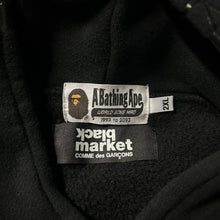 A Bathing Ape
WORLD GONE MAD
1993 to 2093
2XL
black
market
COMME des GARÇONS